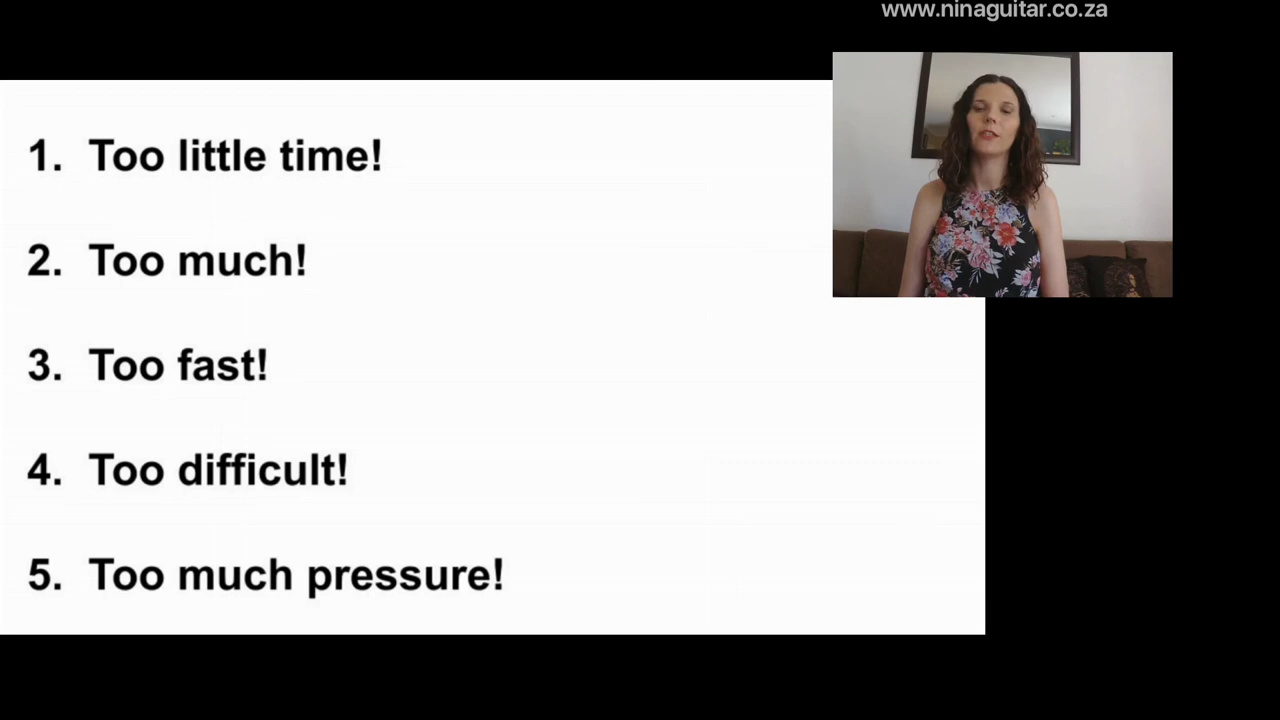 www.ninaguitar.co.za
1. Too little time!
2. Too much!
3. Too fast!
4. Too difficult!
5. Too much pressure!